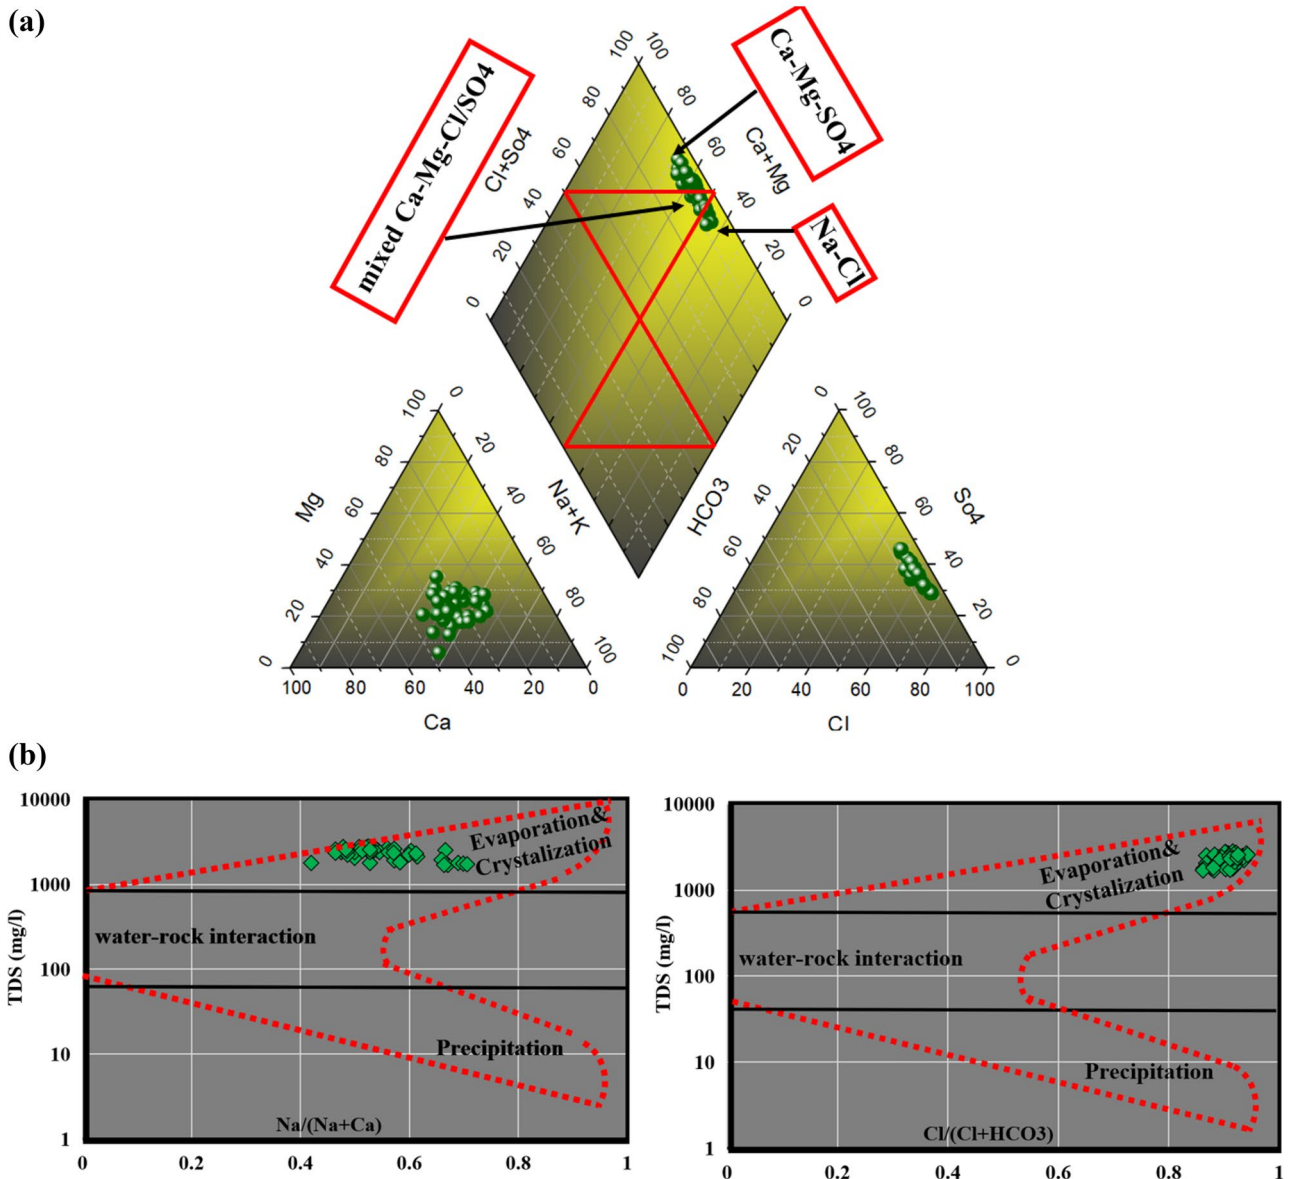 (a)
mixed Ca-Mg-Cl/SO4
Ca-Mg-SO4
Na-Cl
Cl+So4
Ca+Mg
100
100
80
80
60
60
40
40
20
20
0
0
Mg
Na+K
100
0
80
20
60
40
40
60
20
80
0
100
100
80
60
40
20
0
Ca
HCO3
So4
0
100
20
80
40
60
60
40
80
20
100
0
0
20
40
60
80
100
Cl
(b)
TDS (mg/l)
10000
1000
100
10
1
Evaporation&
Crystalization
water-rock interaction
Precipitation
Na/(Na+Ca)
0
0.2
0.4
0.6
0.8
1
TDS (mg/l)
10000
1000
100
10
1
Evaporation&
Crystalization
water-rock interaction
Precipitation
Cl/(Cl+HCO3)
0
0.2
0.4
0.6
0.8
1